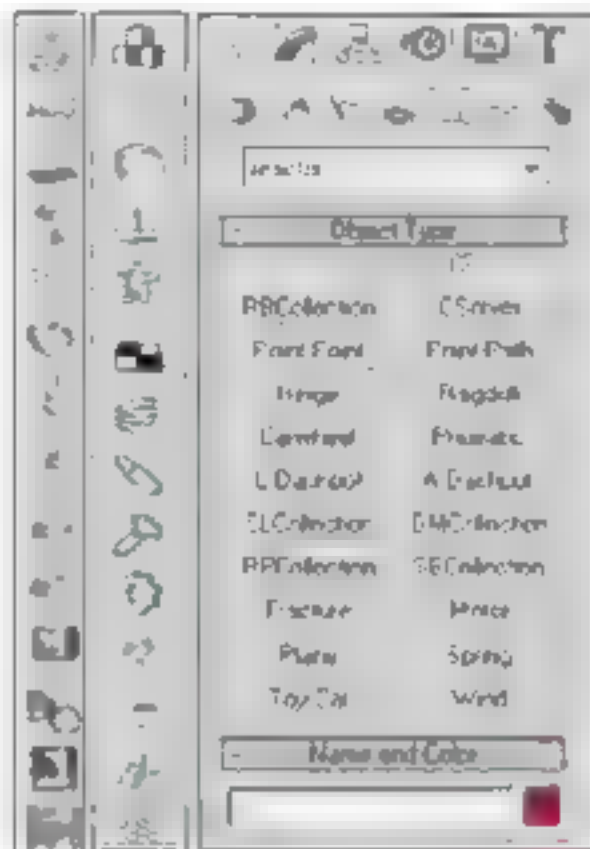 reactor
Object Type
RBCollection CSolver
Point-Point Point-Path
Hinge Ragdoll
Carwheel Prismatic
L Dashpot A Dashpot
CLCollection DMCollection
RPCollection SBCollection
Fracture Motor
Plane Spring
Toy Car Wind
Name and Color